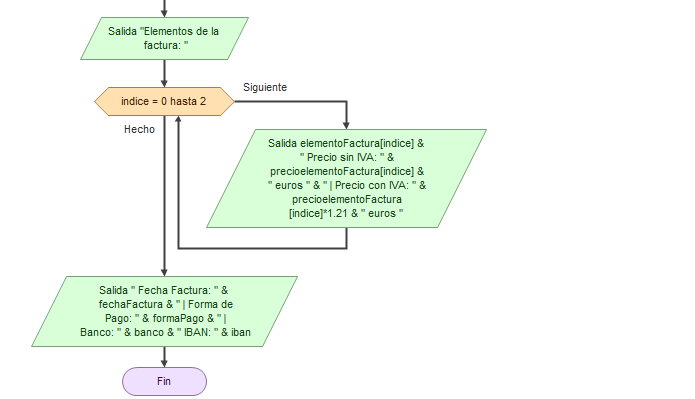 Salida "Elementos de la
factura: "
Siguiente
indice = 0 hasta 2
Hecho
Salida elementoFactura[indice] &
" Precio sin IVA: " &
precioelementoFactura[indice] &
" euros " & " | Precio con IVA: " &
precioelementoFactura
[indice]*1.21 & " euros "
Salida " Fecha Factura: " &
fechaFactura & " | Forma de
Pago: " & formaPago & " |
Banco: " & banco & " IBAN: " & iban
Fin